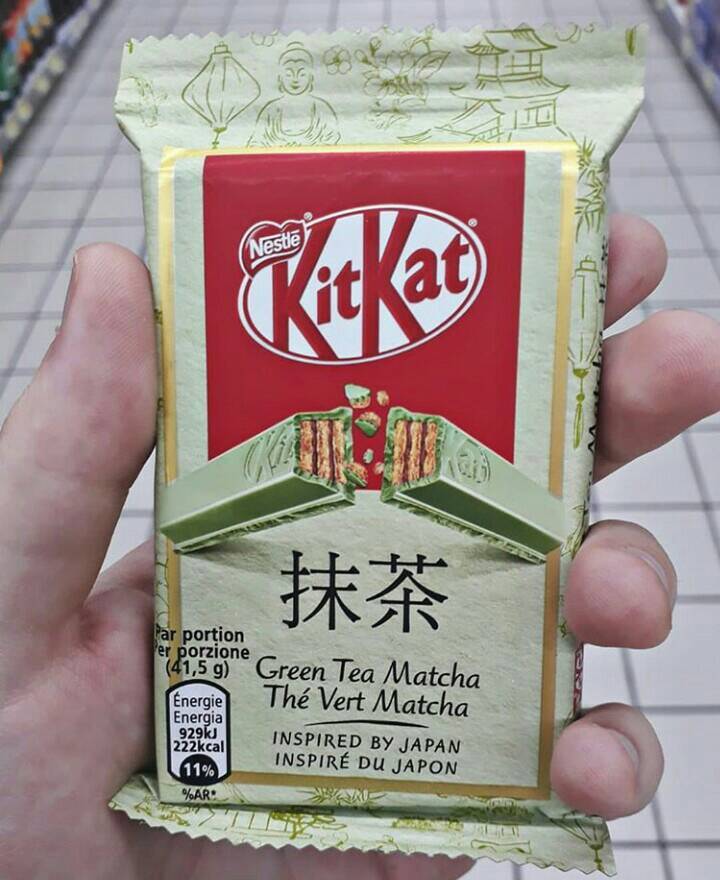 Nestlé®
KitKat®
KitKat
抹茶
Par portion
Per porzione
(41,5 g)
Green Tea Matcha
Thé Vert Matcha
Énergie
Energia
929kJ
222kcal
11%
%AR*
INSPIRED BY JAPAN
INSPIRÉ DU JAPON